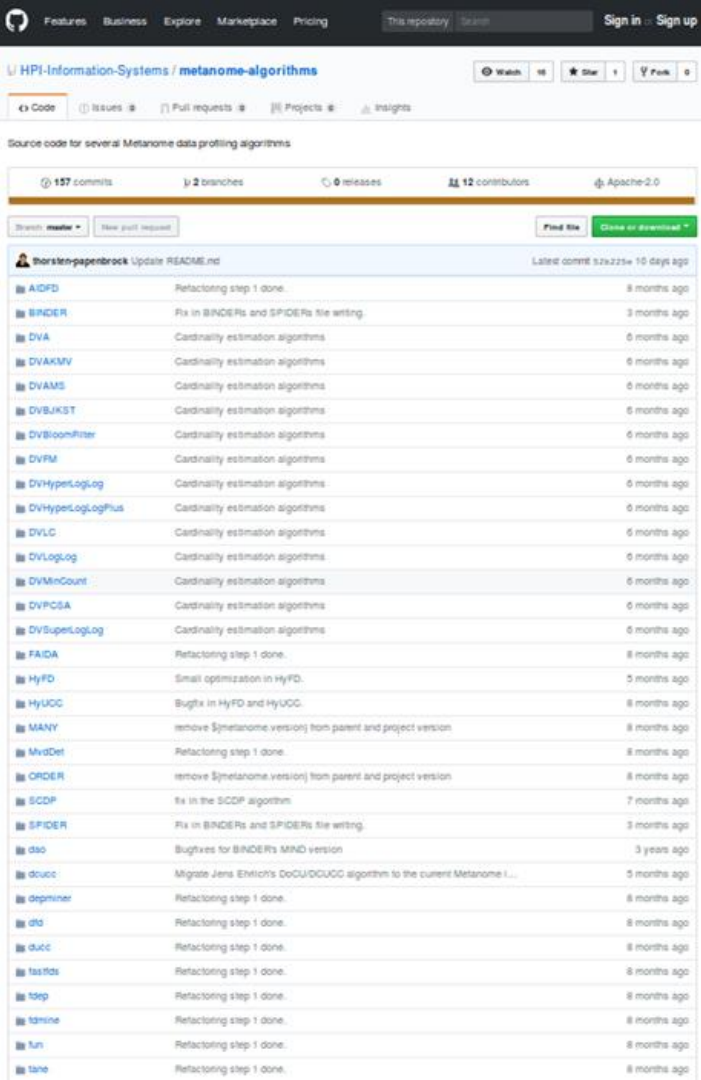 Features Business Explore Marketplace Pricing This repository Search Sign in or Sign up
HPI-Information-Systems / metanome-algorithms Watch 16 Star 1 Fork 0
Code Issues 0 Pull requests 0 Projects 0 Insights
Source code for several Metanome data profiling algorithms
157 commits 2 branches 0 releases 12 contributors Apache-2.0
Branch: master New pull request Find file Clone or download
thorsten-papenbrock Update README.md Latest commit 10 days ago
AIDFD Refactoring step 1 done. 8 months ago
BINDER Fix in BINDERs and SPIDERs file writing. 3 months ago
DVA Cardinality estimation algorithms 6 months ago
DVAKMV Cardinality estimation algorithms 6 months ago
DVAMS Cardinality estimation algorithms 6 months ago
DVBJKST Cardinality estimation algorithms 6 months ago
DVBloomFilter Cardinality estimation algorithms 6 months ago
DVFM Cardinality estimation algorithms 6 months ago
DVHyperLogLog Cardinality estimation algorithms 6 months ago
DVHyperLogLogPlus Cardinality estimation algorithms 6 months ago
DVLC Cardinality estimation algorithms 6 months ago
DVLogLog Cardinality estimation algorithms 6 months ago
DVMinCount Cardinality estimation algorithms 6 months ago
DVPCSA Cardinality estimation algorithms 6 months ago
DVSuperLogLog Cardinality estimation algorithms 6 months ago
FAIDA Refactoring step 1 done. 8 months ago
HyFD Small optimization in HyFD. 5 months ago
HyUCC Bugfix in HyFD and HyUCC. 8 months ago
MANY remove ${metanome.version} from parent and project version 8 months ago
MvdDet Refactoring step 1 done. 8 months ago
ORDER remove ${metanome.version} from parent and project version 8 months ago
SCDP fix in the SCDP algorithm 7 months ago
SPIDER Fix in BINDERs and SPIDERs file writing. 3 months ago
dao Bugfixes for BINDER's MIND version 3 years ago
dcucc Migrate Jens Ehrlich's DoCU/DCUCC algorithm to the current Metanome i... 5 months ago
depminer Refactoring step 1 done. 8 months ago
dfd Refactoring step 1 done. 8 months ago
ducc Refactoring step 1 done. 8 months ago
fastfds Refactoring step 1 done. 8 months ago
fdep Refactoring step 1 done. 8 months ago
fdmine Refactoring step 1 done. 8 months ago
fun Refactoring step 1 done. 8 months ago
tane Refactoring step 1 done. 8 months ago